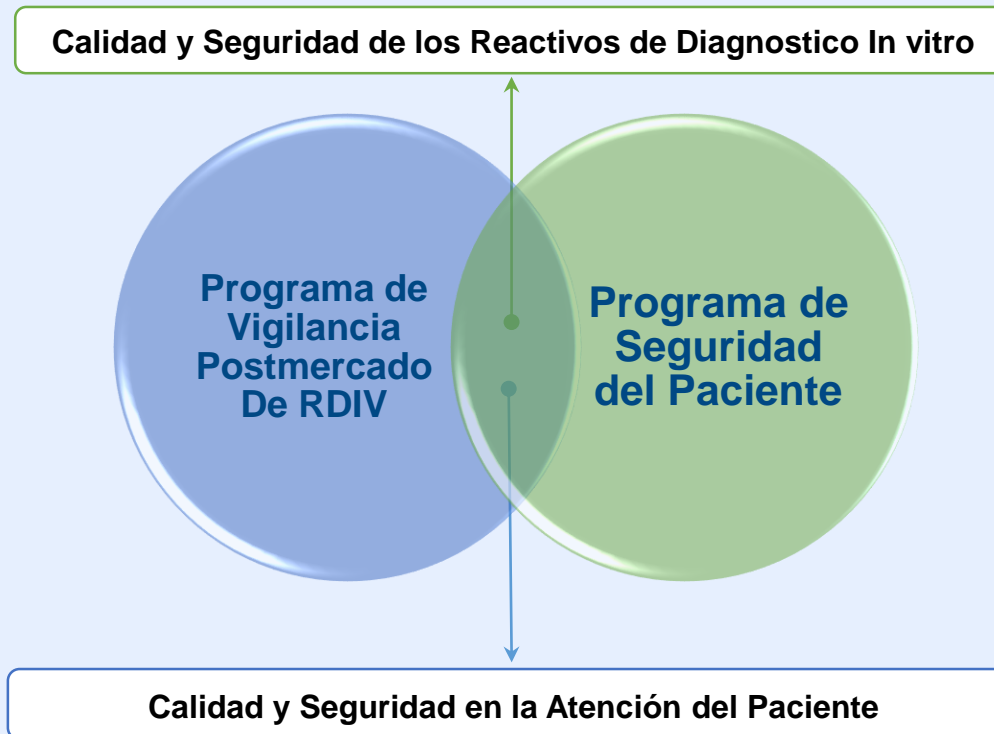 Calidad y Seguridad de los Reactivos de Diagnostico In vitro
Programa de
Vigilancia
Postmercado
De RDIV
Programa de
Seguridad
del Paciente
Calidad y Seguridad en la Atención del Paciente